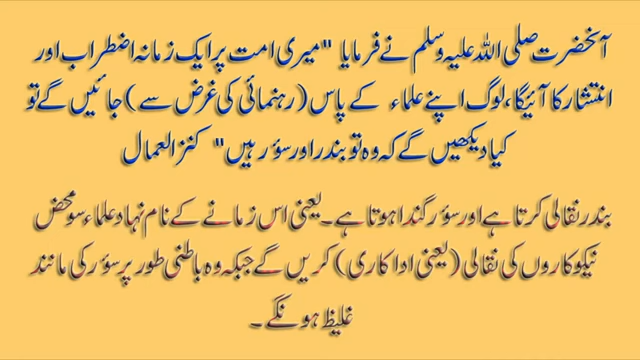 آنحضرت صلی اللہ علیہ وسلم نے فرمایا "میری امت پر ایک زمانہ اضطراب اور
انتشار کا آئیگا، لوگ اپنے علماء کے پاس (رہنمائی کی غرض سے) جائیں گے تو
کیا دیکھیں گے کہ وہ تو بندر اور سؤر ہیں" کنز العمال
بندر نقالی کرتا ہے اور سؤر گندا ہوتا ہے۔ یعنی اس زمانے کے نام نہاد علماء سو محض
نیکوکاروں کی نقالی (یعنی اداکاری) کریں گے جبکہ وہ باطنی طور پر سؤر کی مانند
غلیظ ہونگے۔